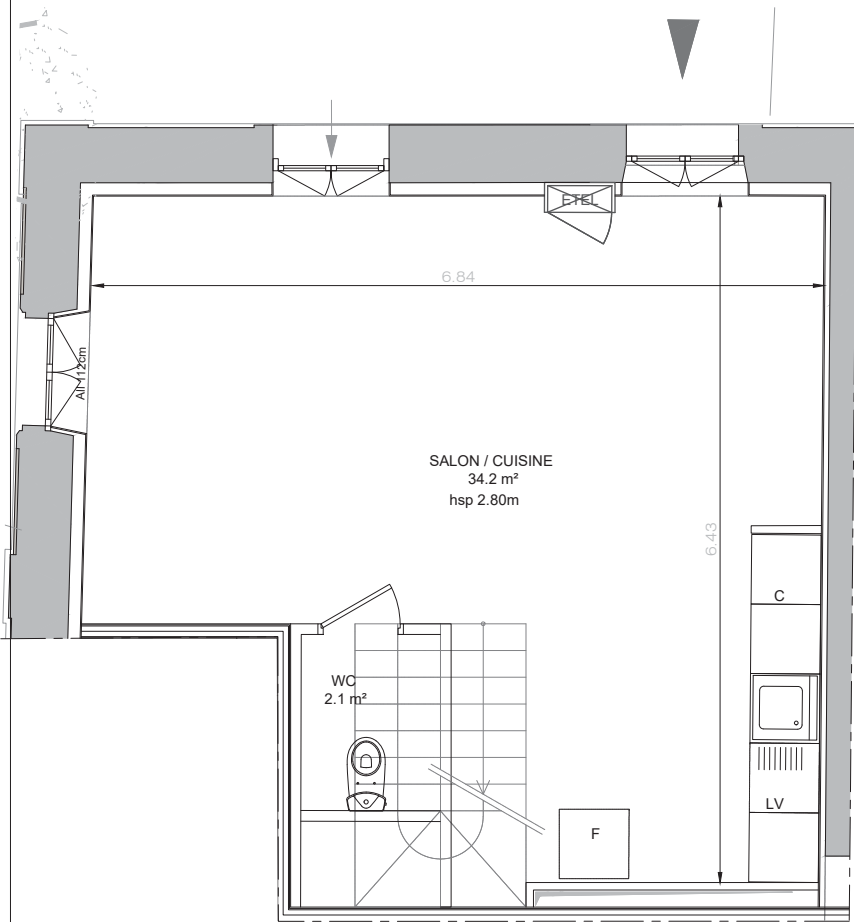 ETEL
6.84
All 112cm
SALON / CUISINE
34.2 m²
hsp 2.80m
6.43
C
WC
2.1 m²
LV
F